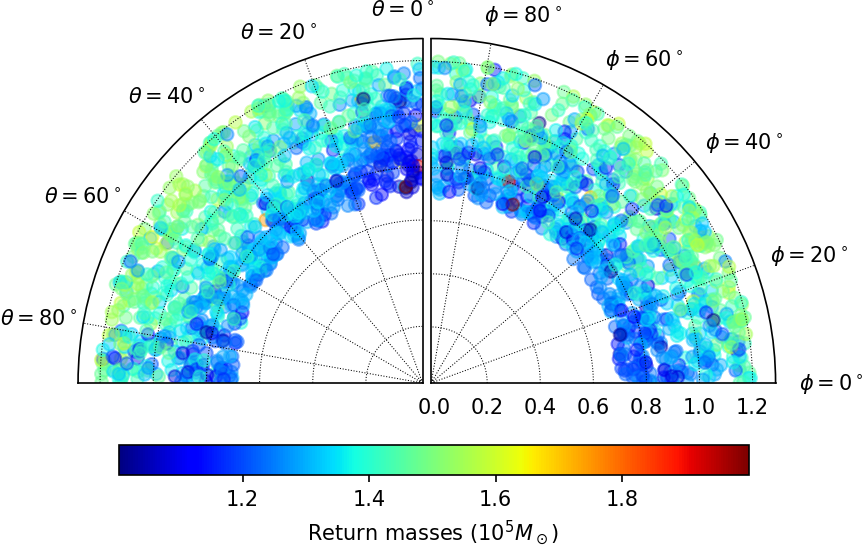 θ = 0°
ϕ = 80°
θ = 20°
ϕ = 60°
θ = 40°
ϕ = 40°
θ = 60°
ϕ = 20°
θ = 80°
ϕ = 0°
0.0 0.2 0.4 0.6 0.8 1.0 1.2
1.2 1.4 1.6 1.8
Return masses (10⁵M☉)